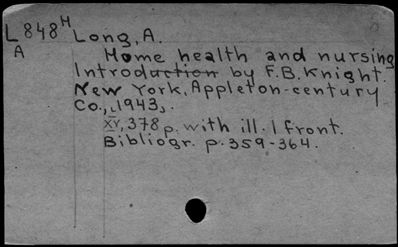 L848H Long, A.
A Home health and nursing
Introduction by F.B. Knight.
New York, Appleton-century
Co., 1943.
XV, 378 p. with ill. 1 front.
Bibliogr. p. 359-364.